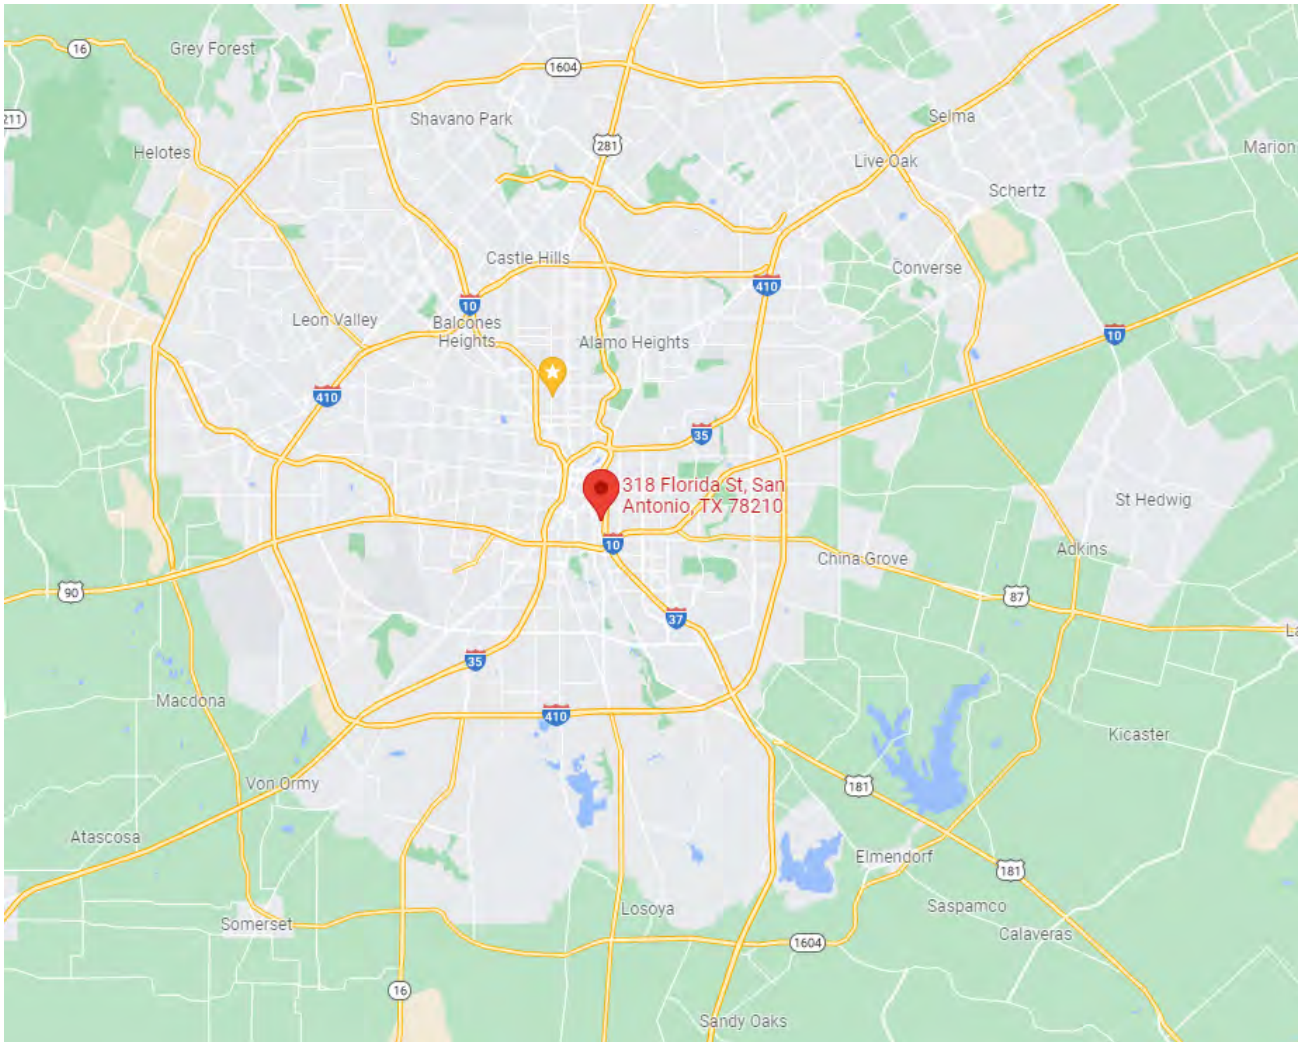 Grey Forest
16
1604
211
Shavano Park
Selma
281
Helotes
Marion
Live Oak
Schertz
Castle Hills
Converse
410
10
Leon Valley
Balcones
Heights
Alamo Heights
10
410
35
318 Florida St, San
Antonio, TX 78210
St Hedwig
10
Adkins
China Grove
90
87
37
La
35
Macdona
410
Kicaster
Von Ormy
181
Atascosa
Elmendorf
181
Losoya
Saspamco
Somerset
Calaveras
1604
16
Sandy Oaks